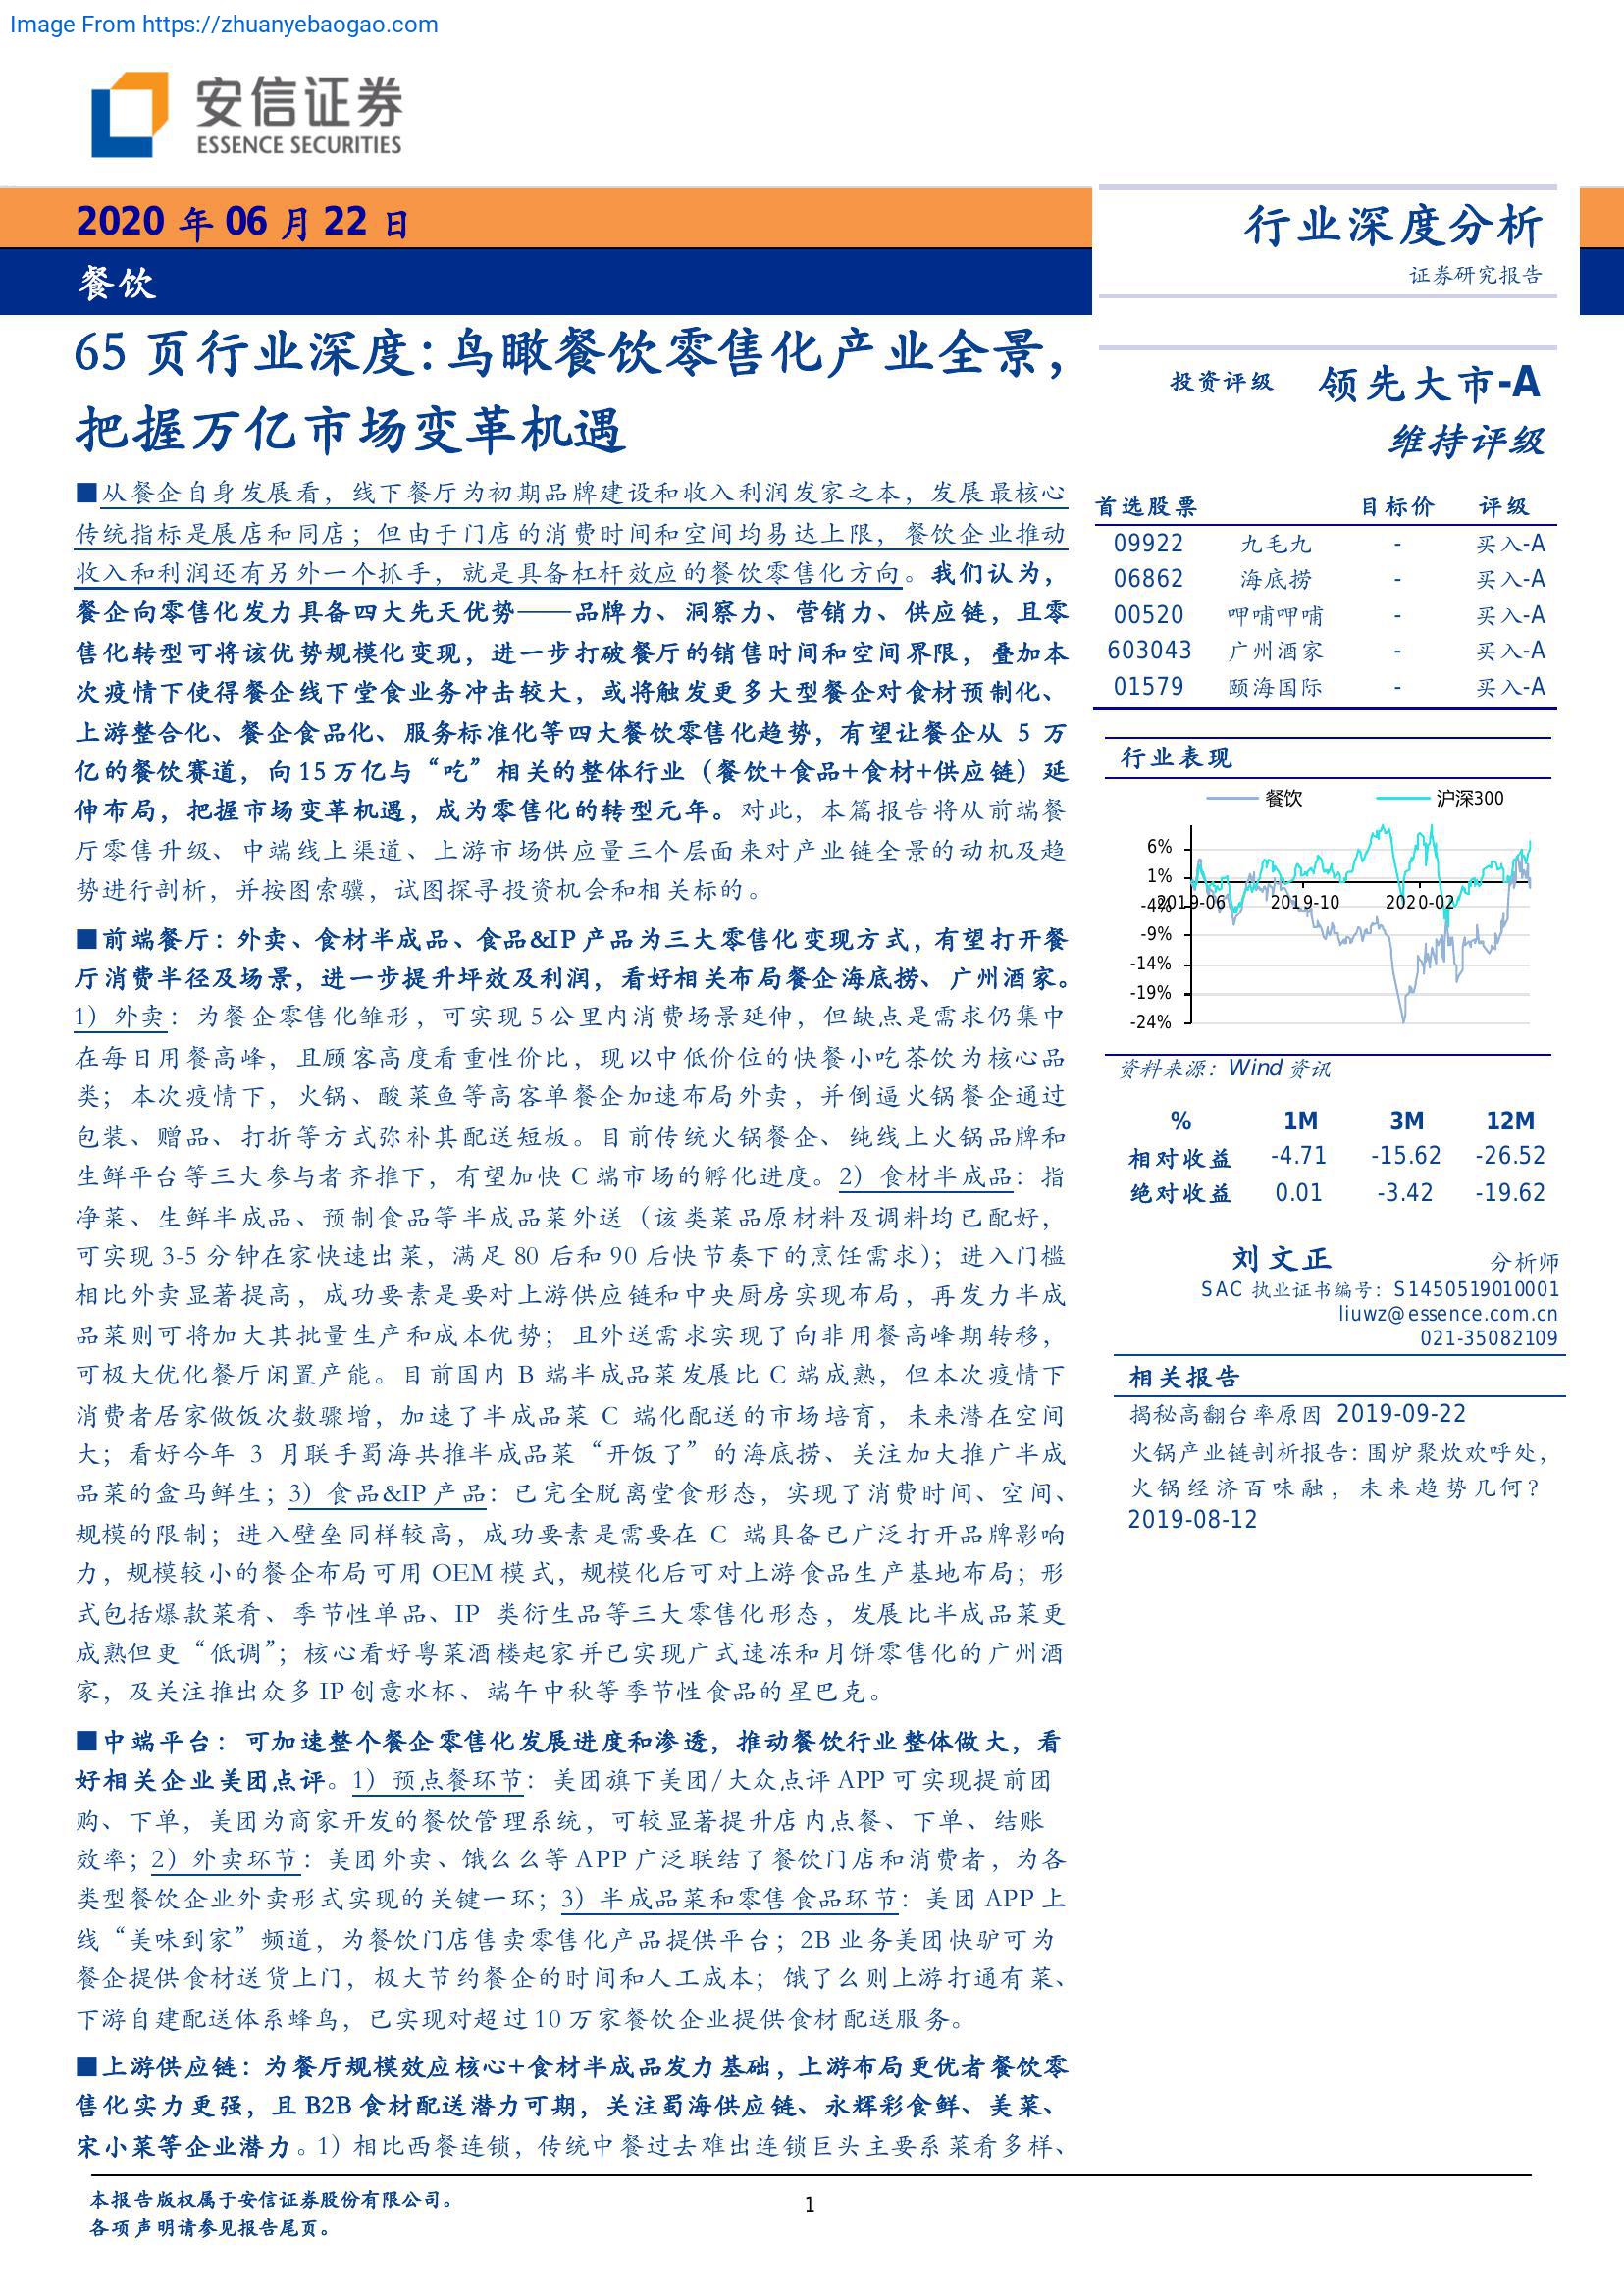 Image From https://zhuanyebaogao.com
安信证券
ESSENCE SECURITIES
2020 年 06 月 22 日
餐饮
行业深度分析
证券研究报告
65 页行业深度：鸟瞰餐饮零售化产业全景，
把握万亿市场变革机遇
■从餐企自身发展看，线下餐厅为初期品牌建设和收入利润发家之本，发展最核心
传统指标是展店和同店；但由于门店的消费时间和空间均易达上限，餐饮企业推动
收入和利润还有另外一个抓手，就是具备杠杆效应的餐饮零售化方向。我们认为，
餐企向零售化发力具备四大先天优势——品牌力、洞察力、营销力、供应链，且零
售化转型可将该优势规模化变现，进一步打破餐厅的销售时间和空间界限，叠加本
次疫情下使得餐企线下堂食业务冲击较大，或将触发更多大型餐企对食材预制化、
上游整合化、餐企食品化、服务标准化等四大餐饮零售化趋势，有望让餐企从 5 万
亿的餐饮赛道，向 15 万亿与“吃”相关的整体行业（餐饮+食品+食材+供应链）延
伸布局，把握市场变革机遇，成为零售化的转型元年。对此，本篇报告将从前端餐
厅零售升级、中端线上渠道、上游市场供应量三个层面来对产业链全景的动机及趋
势进行剖析，并按图索骥，试图探寻投资机会和相关标的。
■前端餐厅：外卖、食材半成品、食品&IP 产品为三大零售化变现方式，有望打开餐
厅消费半径及场景，进一步提升坪效及利润，看好相关布局餐企海底捞、广州酒家。
1）外卖：为餐企零售化雏形，可实现 5 公里内消费场景延伸，但缺点是需求仍集中
在每日用餐高峰，且顾客高度看重性价比，现以中低价位的快餐小吃茶饮为核心品
类；本次疫情下，火锅、酸菜鱼等高客单餐企加速布局外卖，并倒逼火锅餐企通过
包装、赠品、打折等方式弥补其配送短板。目前传统火锅餐企、纯线上火锅品牌和
生鲜平台等三大参与者齐推下，有望加快 C 端市场的孵化进度。2）食材半成品：指
净菜、生鲜半成品、预制食品等半成品菜外送（该类菜品原材料及调料均已配好，
可实现 3-5 分钟在家快速出菜，满足 80 后和 90 后快节奏下的烹饪需求）；进入门槛
相比外卖显著提高，成功要素是要对上游供应链和中央厨房实现布局，再发力半成
品菜则可将加大其批量生产和成本优势；且外送需求实现了向非用餐高峰期转移，
可极大优化餐厅闲置产能。目前国内 B 端半成品菜发展比 C 端成熟，但本次疫情下
消费者居家做饭次数骤增，加速了半成品菜 C 端化配送的市场培育，未来潜在空间
大；看好今年 3 月联手蜀海共推半成品菜“开饭了”的海底捞、关注加大推广半成
品菜的盒马鲜生；3）食品&IP 产品：已完全脱离堂食形态，实现了消费时间、空间、
规模的限制；进入壁垒同样较高，成功要素是需要在 C 端具备已广泛打开品牌影响
力，规模较小的餐企布局可用 OEM 模式，规模化后可对上游食品生产基地布局；形
式包括爆款菜肴、季节性单品、IP 类衍生品等三大零售化形态，发展比半成品菜更
成熟但更“低调”；核心看好粤菜酒楼起家并已实现广式速冻和月饼零售化的广州酒
家，及关注推出众多 IP 创意水杯、端午中秋等季节性食品的星巴克。
■中端平台：可加速整个餐企零售化发展进度和渗透，推动餐饮行业整体做大，看
好相关企业美团点评。1）预点餐环节：美团旗下美团/大众点评 APP 可实现提前团
购、下单，美团为商家开发的餐饮管理系统，可较显著提升店内点餐、下单、结账
效率；2）外卖环节：美团外卖、饿么么等 APP 广泛联结了餐饮门店和消费者，为各
类型餐饮企业外卖形式实现的关键一环；3）半成品菜和零售食品环节：美团 APP 上
线“美味到家”频道，为餐饮门店售卖零售化产品提供平台；2B 业务美团快驴可为
餐企提供食材送货上门，极大节约餐企的时间和人工成本；饿了么则上游打通有菜、
下游自建配送体系蜂鸟，已实现对超过 10 万家餐饮企业提供食材配送服务。
■上游供应链：为餐厅规模效应核心+食材半成品发力基础，上游布局更优者餐饮零
售化实力更强，且 B2B 食材配送潜力可期，关注蜀海供应链、永辉彩食鲜、美菜、
宋小菜等企业潜力。1）相比西餐连锁，传统中餐过去难出连锁巨头主要系菜肴多样、
投资评级 领先大市-A
维持评级
首选股票 目标价 评级
09922 九毛九 - 买入-A
06862 海底捞 - 买入-A
00520 呷哺呷哺 - 买入-A
603043 广州酒家 - 买入-A
01579 颐海国际 - 买入-A
行业表现
餐饮 沪深300
6%
1%
-4%
-9%
-14%
-19%
-24%
2019-06 2019-10 2020-02
资料来源：Wind 资讯
% 1M 3M 12M
相对收益 -4.71 -15.62 -26.52
绝对收益 0.01 -3.42 -19.62
刘文正 分析师
SAC 执业证书编号：S1450519010001
liuwz@essence.com.cn
021-35082109
相关报告
揭秘高翻台率原因 2019-09-22
火锅产业链剖析报告：围炉聚炊欢呼处，
火锅经济百味融，未来趋势几何？
2019-08-12
本报告版权属于安信证券股份有限公司。
各项声明请参见报告尾页。
1